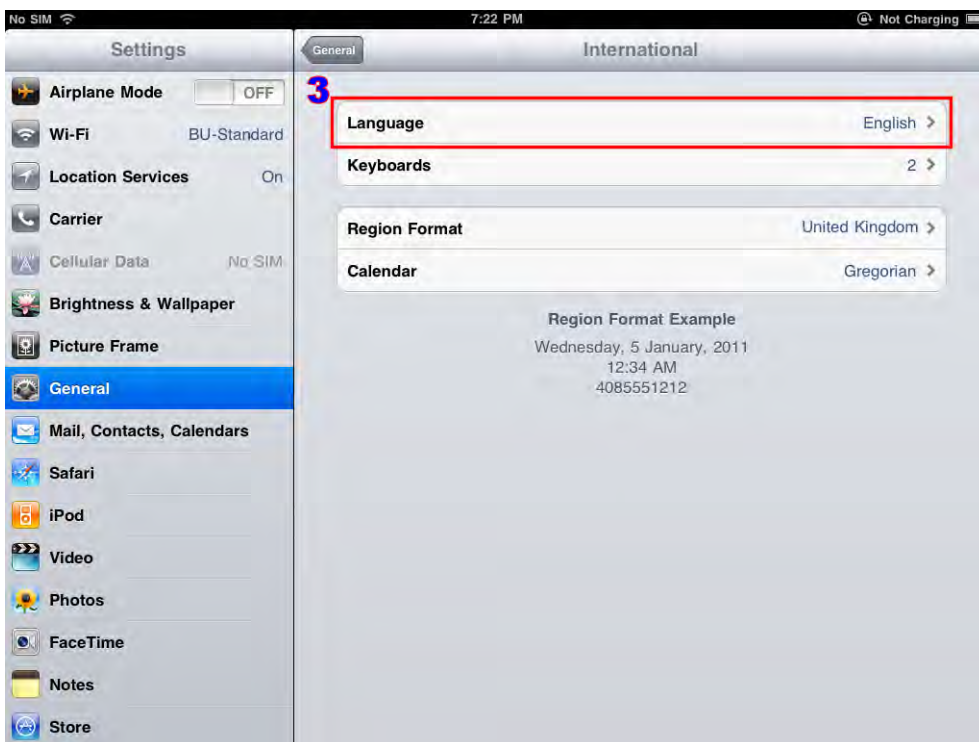 No SIM 7:22 PM Not Charging
Settings
General International
Airplane Mode OFF
Wi-Fi BU-Standard
Location Services On
Carrier
Cellular Data No SIM
Brightness & Wallpaper
Picture Frame
General
Mail, Contacts, Calendars
Safari
iPod
Video
Photos
FaceTime
Notes
Store
3
Language English
Keyboards 2
Region Format United Kingdom
Calendar Gregorian
Region Format Example
Wednesday, 5 January, 2011
12:34 AM
4085551212